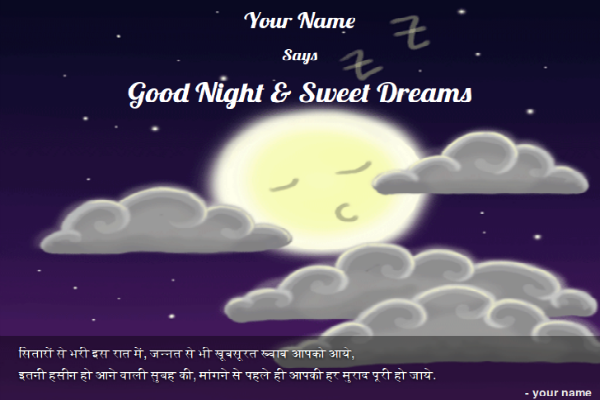 Your Name
Says
Good Night & Sweet Dreams
सितारों से भरी इस रात में, जन्नत से भी खूबसूरत ख्वाब आपको आये,
इतनी हसीन हो आने वाली सुबह की, मांगने से पहले ही आपकी हर मुराद पूरी हो जाये.
- your name